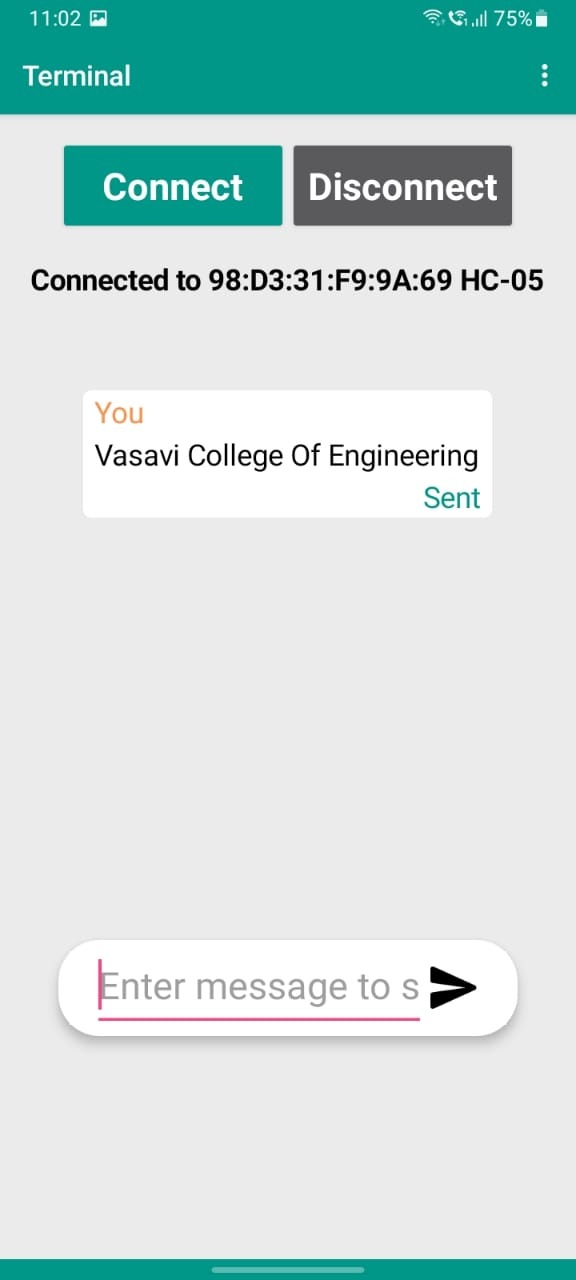 11:02 75%
Terminal
Connect Disconnect
Connected to 98:D3:31:F9:9A:69 HC-05
You
Vasavi College Of Engineering
Sent
Enter message to s